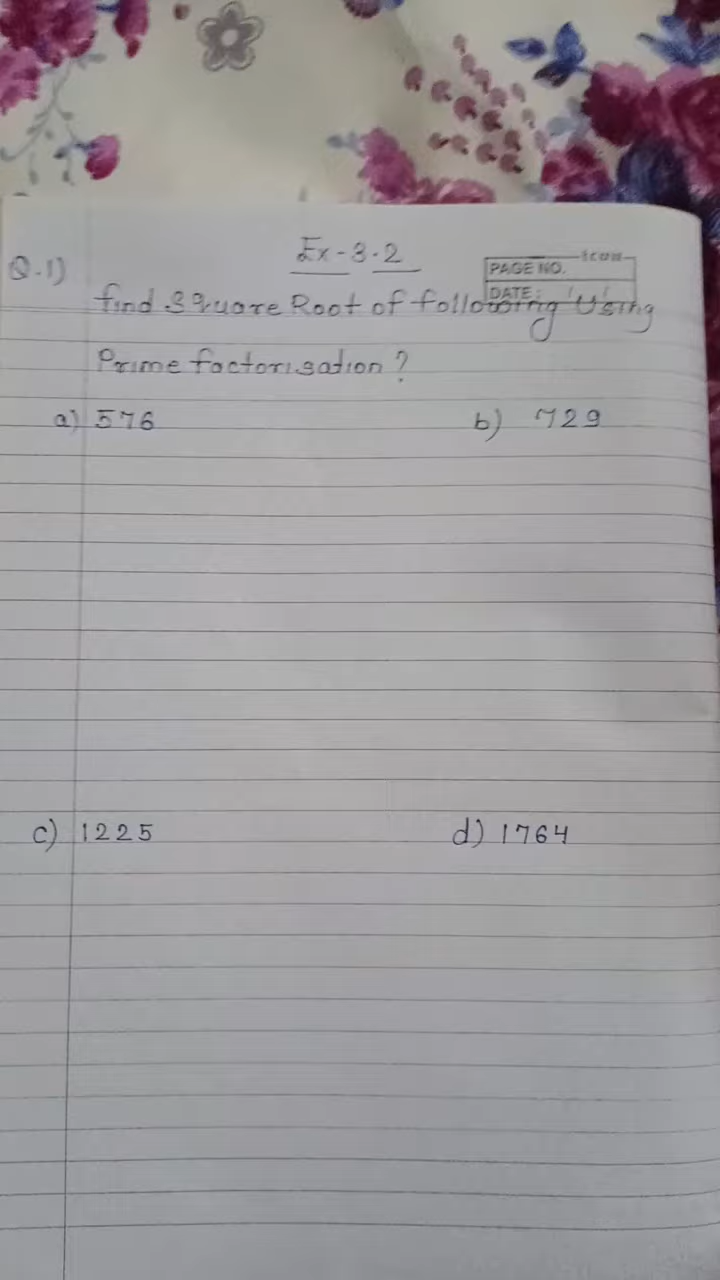 Ex-3.2
icon
PAGE NO.
DATE: / /
Q.1)
find Square Root of following Using
Prime factorisation?
a) 576 b) 729
c) 1225 d) 1764